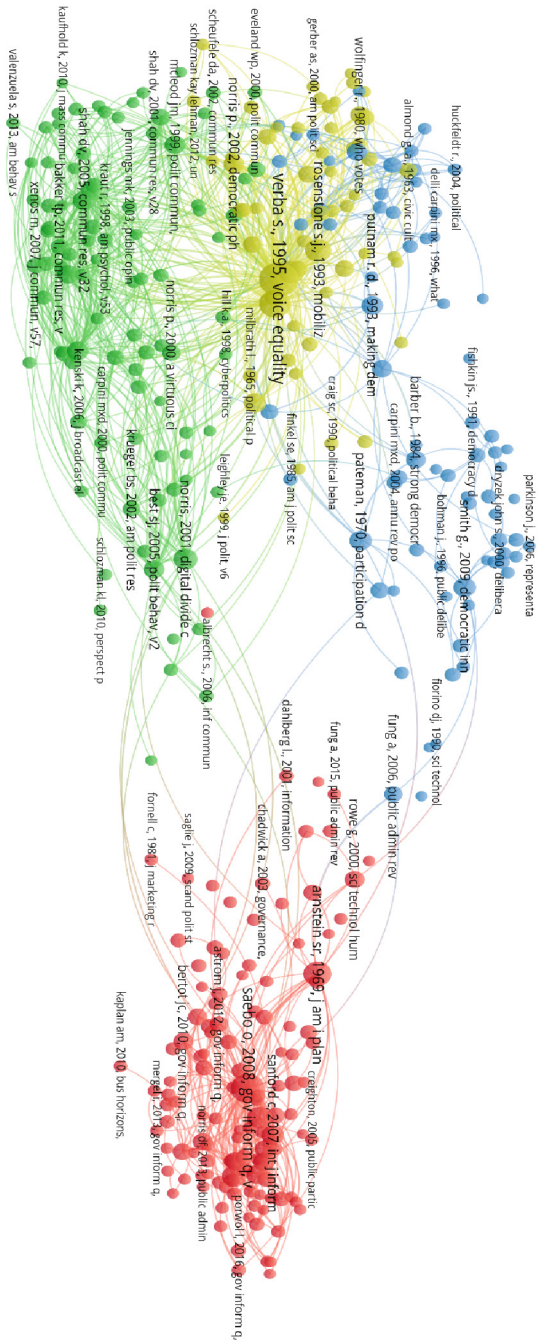 parkinson j., 2006, representa
dryzek john s., 2000, delibera
fishkin js., 1991, democracy d
smith g., 2009, democratic inn
huckfeldt r., 2004, political
bohman j., 1996, public delibe
fiorino dj, 1990, sci technol
delli carpini mx, 1996, what
barber b., 1984, strong democr
almond g.a., 1963, civic cult
carpini mxd, 2004, annu rev po
fung a, 2006, public admin rev
putnam r. d., 1993, making dem
wolfinger r., 1980, who votes
pateman, 1970, participation d
rowe g, 2000, sci technol hum
fung a, 2015, public admin rev
craig sc, 1990, political beha
gerber as, 2000, am polit sci
rosenstone s.j., 1993, mobiliz
arnstein sr, 1969, j am i plan
creighton, 2005, public partic
dahlberg l., 2001, information
finkel se, 1985, am j polit sc
verba s., 1995, voice equality
sanford c, 2007, int j inform
chadwick a, 2003, governance,
milbrath l., 1965, political p
eveland wp, 2000, polit commun
saebo o, 2008, gov inform q, v
porwol l, 2016, gov inform q,
norris p., 2002, democratic ph
hill k.a., 1998, cyberpolitics
leighley je, 1999, j polit, v6
scheufele da, 2002, commun res
schlozman kay lehman, 2012, un
astrom j, 2012, gov inform q,
albrecht s., 2006, inf commun
mcleod jm, 1999, polit commun,
norris df, 2013, public admin
saglie j, 2009, scand polit st
norris, 2001, digital divide c
bertot jc, 2010, gov inform q,
norris p., 2000, a virtuous ci
shah dv, 2001, commun res, v28
best sj, 2005, polit behav, v2
mergel i, 2013, gov inform q,
fornell c, 1981, j marketing r
jennings mk, 2003, public opin
krueger bs, 2002, am polit res
kraut r, 1998, am psychol, v53
kaplan am, 2010, bus horizons,
schlozman kl, 2010, perspect p
carpini mxd, 2000, polit commu
shah dv, 2005, commun res, v32
kenski k, 2006, j broadcast el
bakker tp, 2011, commun res, v
kaufhold k, 2010, j mass commu
xenos m, 2007, j commun, v57,
valenzuela s, 2013, am behav s